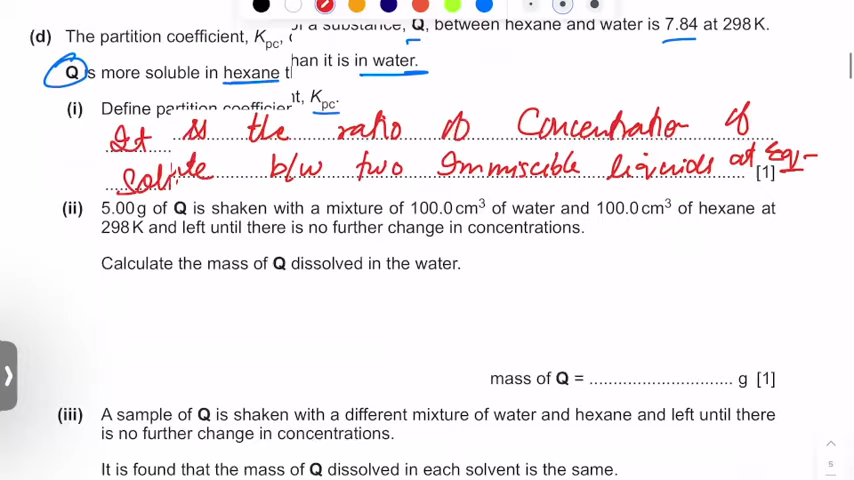 (d) The partition coefficient, Kpc, of a substance, Q, between hexane and water is 7.84 at 298 K.
Q is more soluble in hexane than it is in water.
(i) Define partition coefficient, Kpc.
It is the ratio of Concentration of
Solute b/w two Immiscible liquids at Eq-
[1]
(ii) 5.00 g of Q is shaken with a mixture of 100.0 cm³ of water and 100.0 cm³ of hexane at
298 K and left until there is no further change in concentrations.
Calculate the mass of Q dissolved in the water.
mass of Q = .............................. g [1]
(iii) A sample of Q is shaken with a different mixture of water and hexane and left until there
is no further change in concentrations.
It is found that the mass of Q dissolved in each solvent is the same.
5